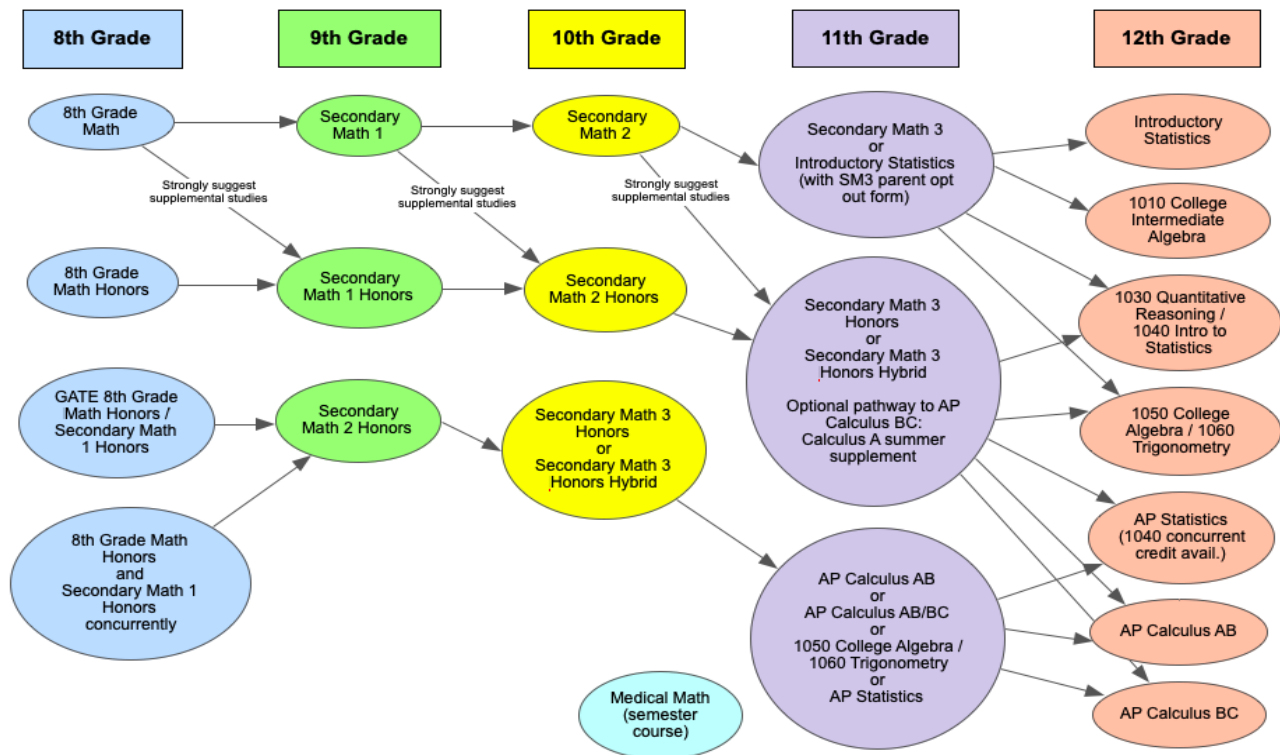 8th Grade
9th Grade
10th Grade
11th Grade
12th Grade
8th Grade
Math
Secondary
Math 1
Secondary
Math 2
Secondary Math 3
or
Introductory Statistics
(with SM3 parent opt
out form)
Introductory
Statistics
Strongly suggest
supplemental studies
Strongly suggest
supplemental studies
Strongly suggest
supplemental studies
1010 College
Intermediate
Algebra
8th Grade
Math Honors
Secondary
Math 1 Honors
Secondary
Math 2 Honors
Secondary Math 3
Honors
or
Secondary Math 3
Honors Hybrid
Optional pathway to AP
Calculus BC:
Calculus A summer
supplement
1030 Quantitative
Reasoning /
1040 Intro to
Statistics
GATE 8th Grade
Math Honors /
Secondary Math
1 Honors
Secondary
Math 2 Honors
Secondary Math 3
Honors
or
Secondary Math 3
Honors Hybrid
1050 College
Algebra / 1060
Trigonometry
8th Grade Math
Honors
and
Secondary Math 1
Honors
concurrently
AP Calculus AB
or
AP Calculus AB/BC
or
1050 College Algebra /
1060 Trigonometry
or
AP Statistics
AP Statistics
(1040 concurrent
credit avail.)
AP Calculus AB
AP Calculus BC
Medical Math
(semester
course)